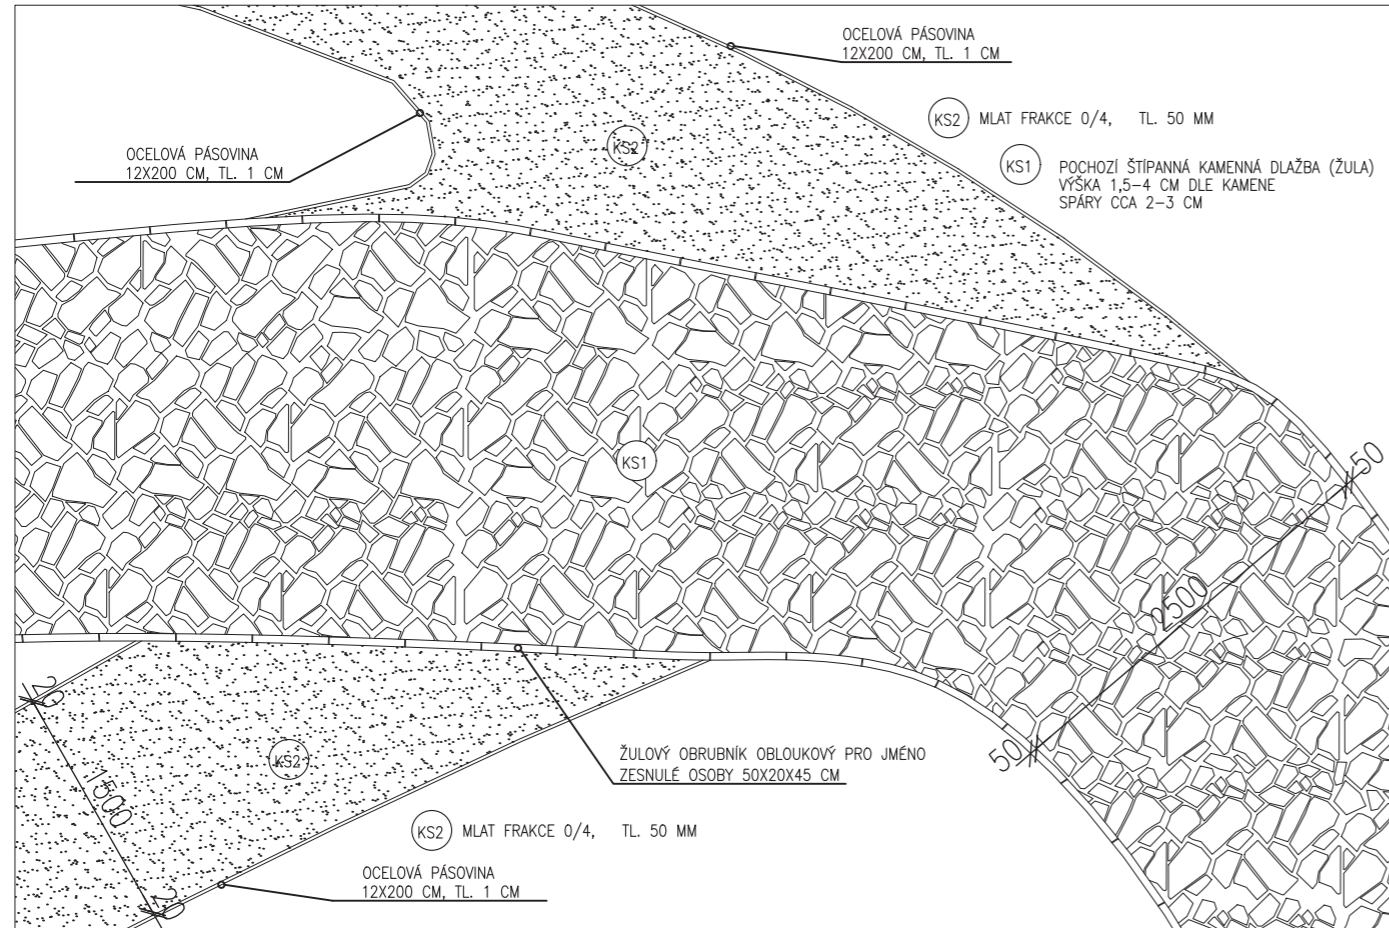 OCELOVÁ PÁSOVINA
12X200 CM, TL. 1 CM
KS2 MLAT FRAKCE 0/4, TL. 50 MM
KS2
OCELOVÁ PÁSOVINA
12X200 CM, TL. 1 CM
KS1 POCHOZÍ ŠTÍPANNÁ KAMENNÁ DLAŽBA (ŽULA)
VÝŠKA 1,5-4 CM DLE KAMENE
SPÁRY CCA 2-3 CM
KS1
50
2500
50
KS2
1500
ŽULOVÝ OBRUBNÍK OBLOUKOVÝ PRO JMÉNO
ZESNULÉ OSOBY 50X20X45 CM
KS2 MLAT FRAKCE 0/4, TL. 50 MM
OCELOVÁ PÁSOVINA
12X200 CM, TL. 1 CM